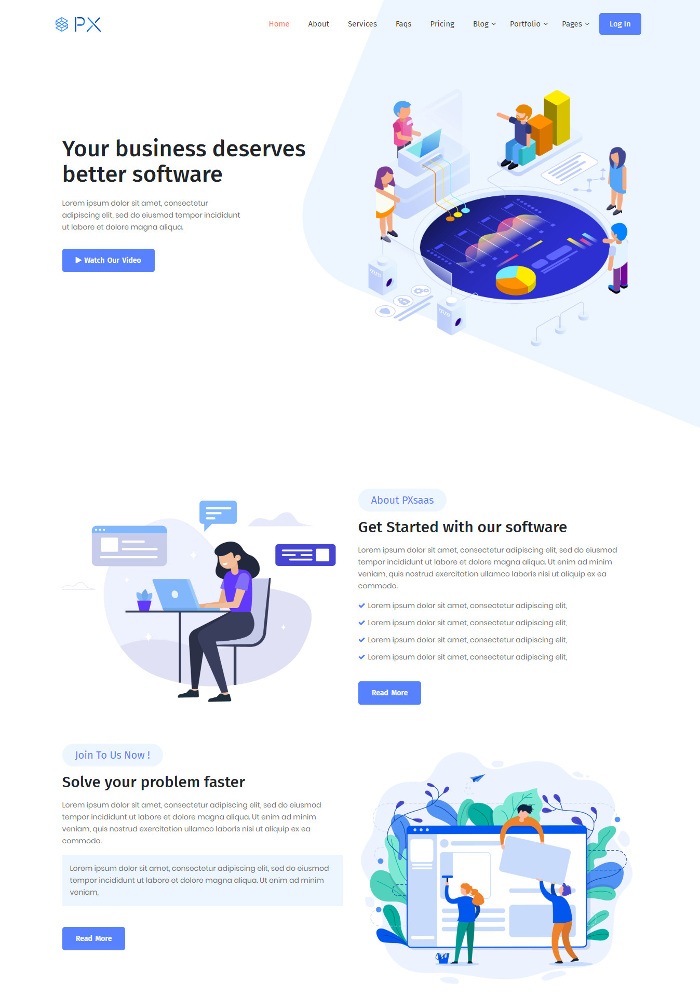 PX
Home About Services Faqs Pricing Blog Portfolio Pages Log In
Your business deserves
better software
Lorem ipsum dolor sit amet, consectetur
adipiscing elit, sed do eiusmod tempor incididunt
ut labore et dolore magna aliqua.
Watch Our Video
About PXsaas
Get Started with our software
Lorem ipsum dolor sit amet, consectetur adipiscing elit, sed do eiusmod
tempor incididunt ut labore et dolore magna aliqua. Ut enim ad minim
veniam, quis nostrud exercitation ullamco laboris nisi ut aliquip ex ea
commodo.
Lorem ipsum dolor sit amet, consectetur adipiscing elit,
Lorem ipsum dolor sit amet, consectetur adipiscing elit,
Lorem ipsum dolor sit amet, consectetur adipiscing elit,
Lorem ipsum dolor sit amet, consectetur adipiscing elit,
Read More
Join To Us Now !
Solve your problem faster
Lorem ipsum dolor sit amet, consectetur adipiscing elit, sed do eiusmod
tempor incididunt ut labore et dolore magna aliqua. Ut enim ad minim
veniam, quis nostrud exercitation ullamco laboris nisi ut aliquip ex ea
commodo.
Lorem ipsum dolor sit amet, consectetur adipiscing elit, sed do eiusmod
tempor incididunt ut labore et dolore magna aliqua. Ut enim ad minim
veniam,
Read More